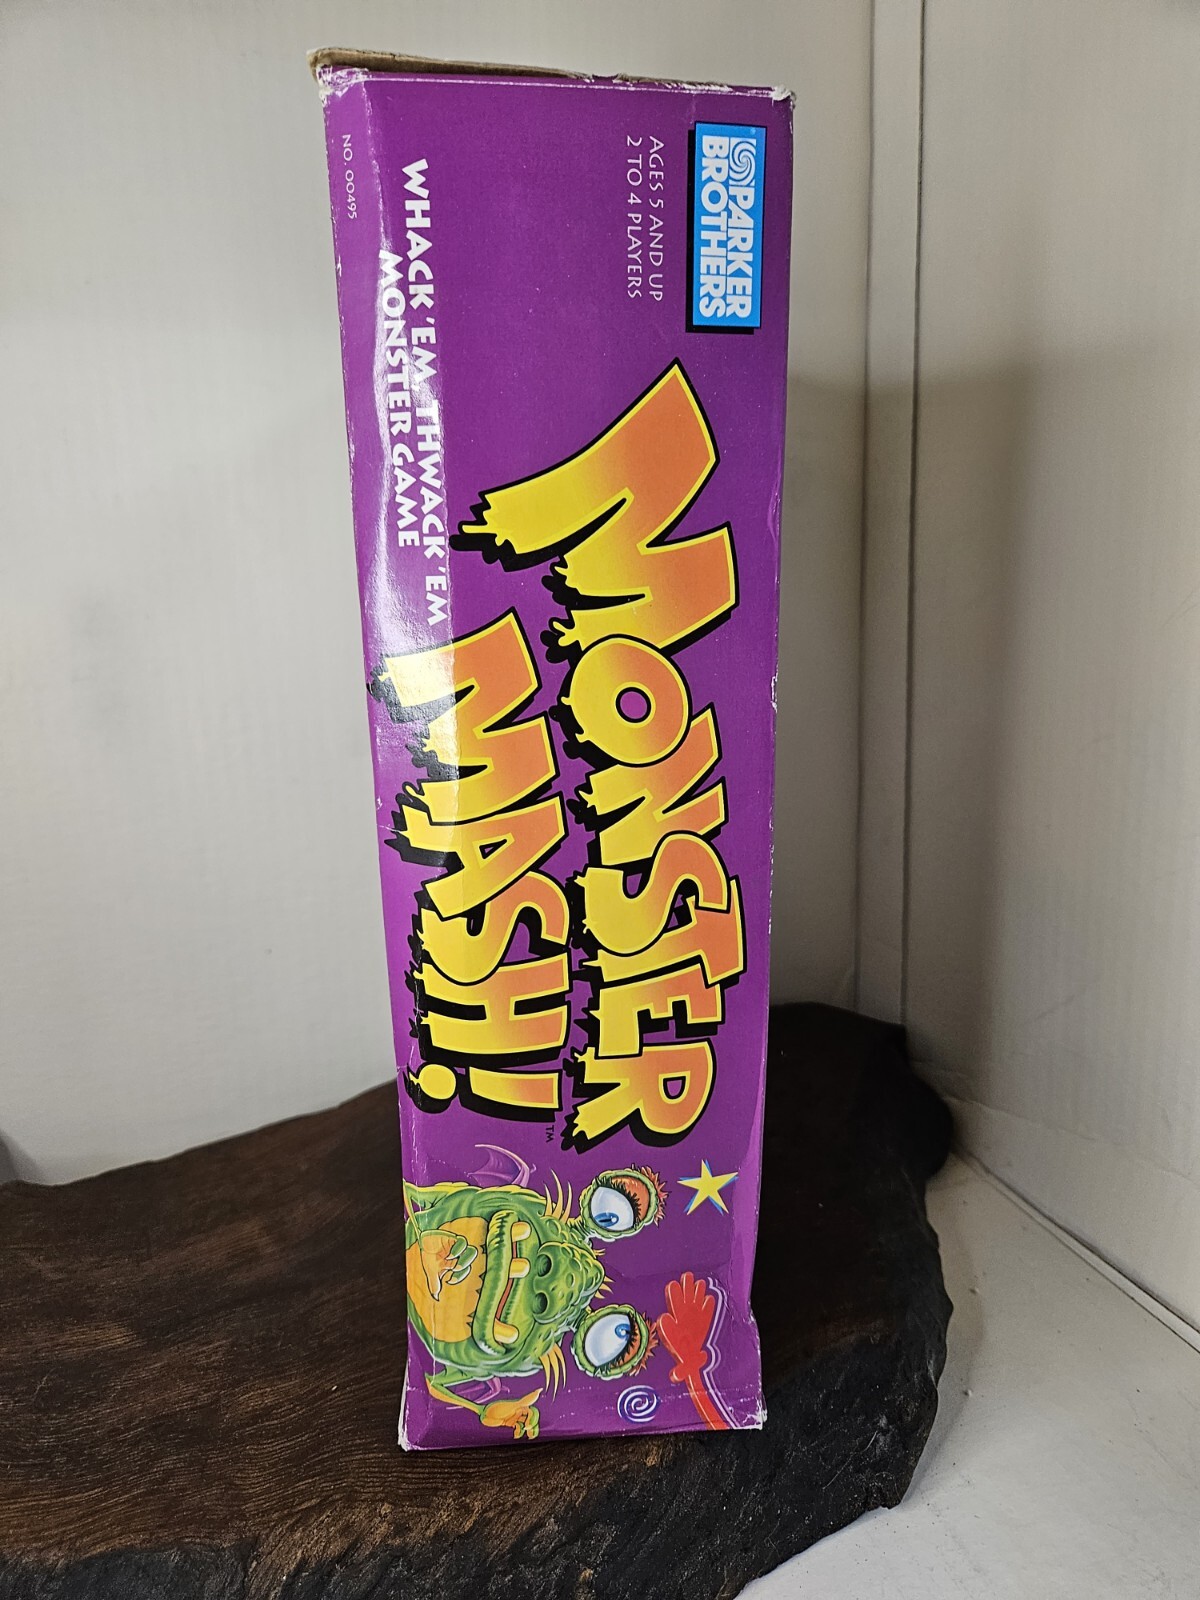 PARKER
BROTHERS
AGES 5 AND UP
2 TO 4 PLAYERS
MONSTER
MASH!™
WHACK 'EM, THWACK 'EM
MONSTER GAME
NO. 00495